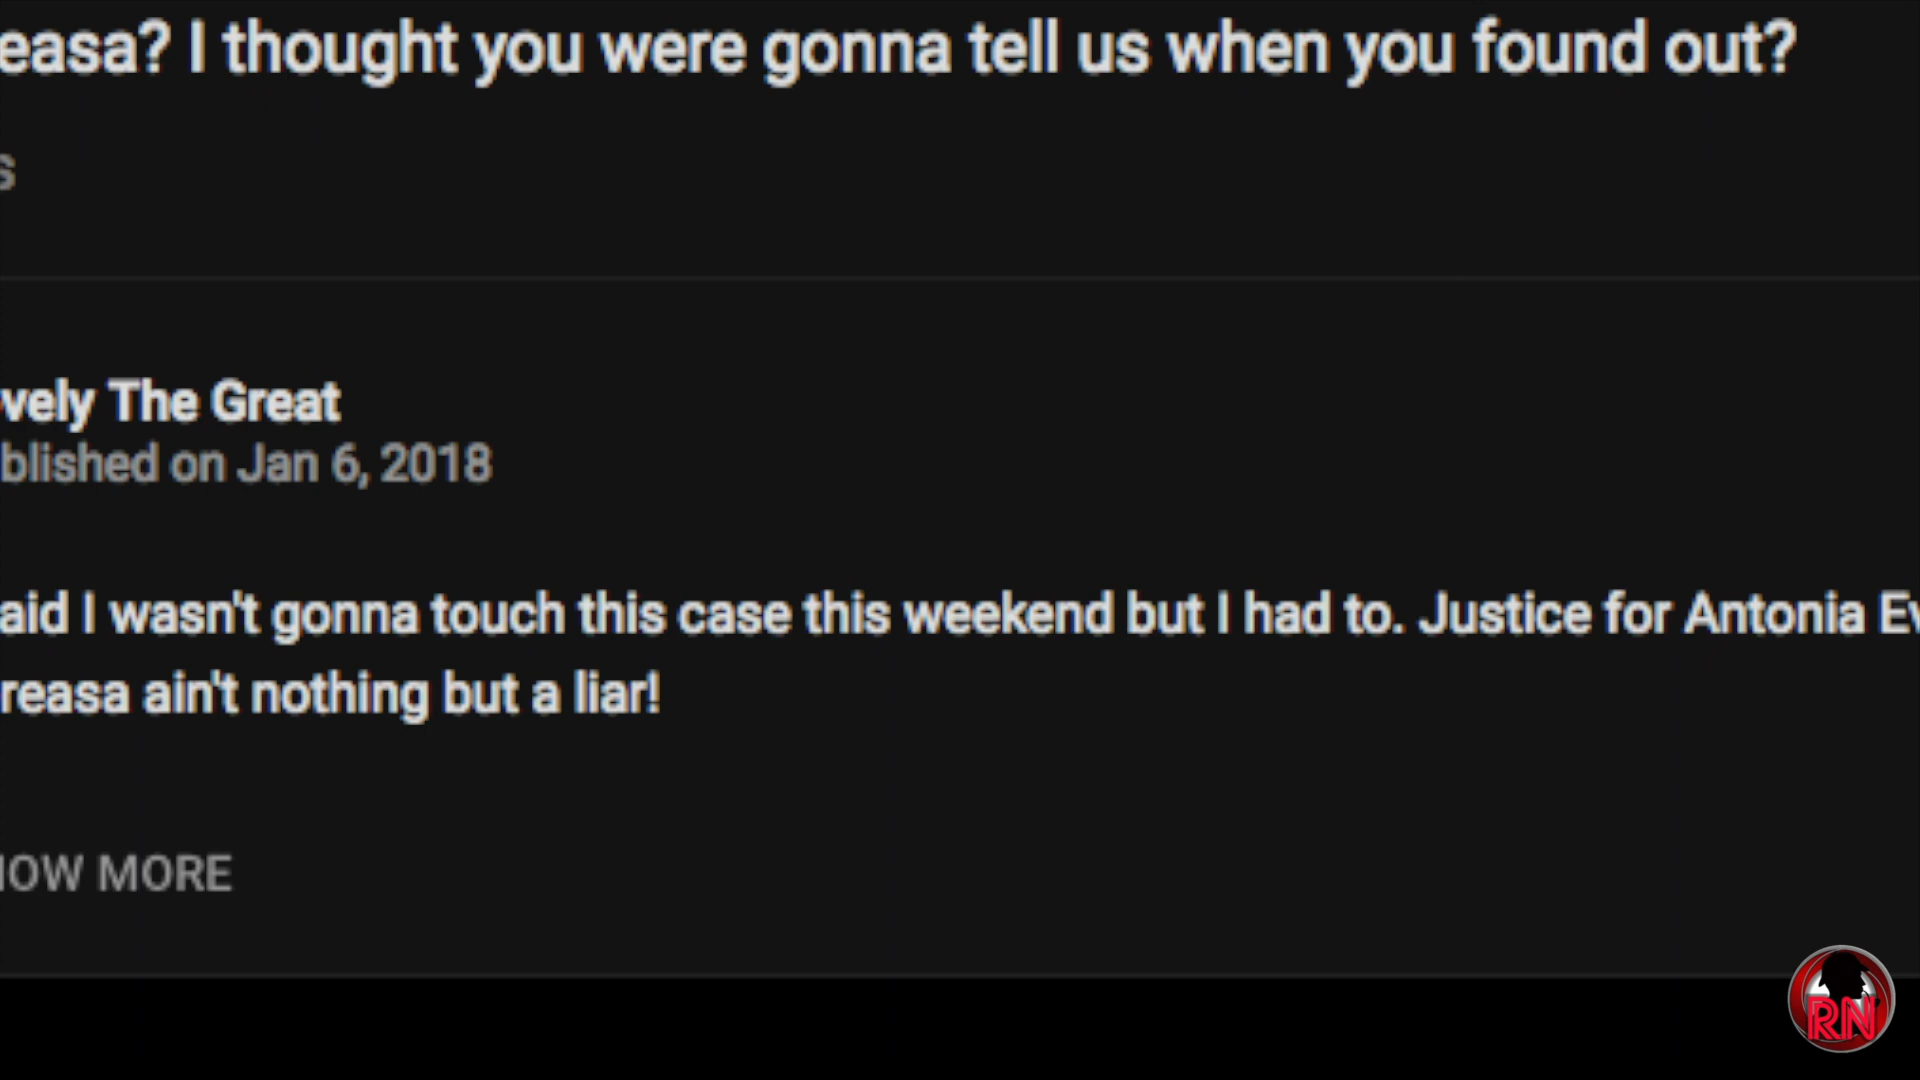 easa? I thought you were gonna tell us when you found out?
s
vely The Great
blished on Jan 6, 2018
aid I wasn't gonna touch this case this weekend but I had to. Justice for Antonia Ev
reasa ain't nothing but a liar!
OW MORE
RN